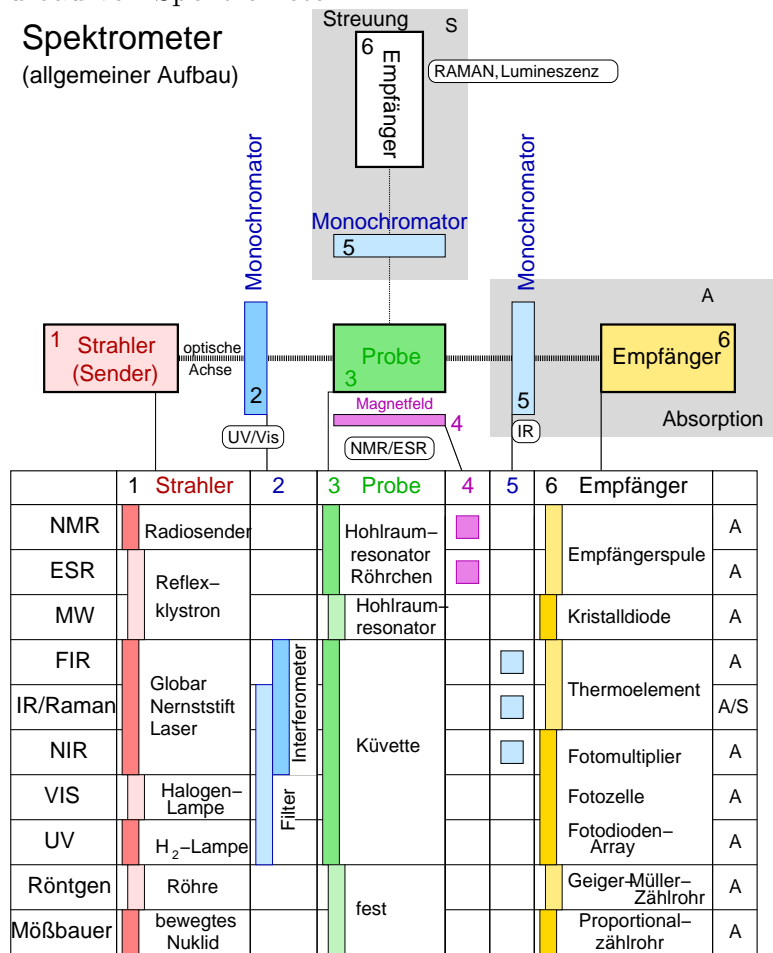 Spektrometer
(allgemeiner Aufbau)
Streuung
S
6
Empfänger
RAMAN, Lumineszenz
Monochromator
Monochromator
5
Monochromator
A
1
Strahler
(Sender)
optische
Achse
2
Probe
3
5
Empfänger
6
Absorption
Magnetfeld
4
UV/Vis
NMR/ESR
IR
1 Strahler 2 3 Probe 4 5 6 Empfänger
NMR Radiosender A
ESR A
MW A
FIR A
IR/Raman A/S
NIR A
VIS A
UV A
Röntgen A
Mößbauer A
Reflex–
klystron
Globar
Nernststift
Laser
Halogen–
Lampe
H2–Lampe
Röhre
bewegtes
Nuklid
Interferometer
Filter
Hohlraum–
resonator
Röhrchen
Hohlraum–
resonator
Küvette
fest
Empfängerspule
Kristalldiode
Thermoelement
Fotomultiplier
Fotozelle
Fotodioden–
Array
Geiger–Müller–
Zählrohr
Proportional–
zählrohr